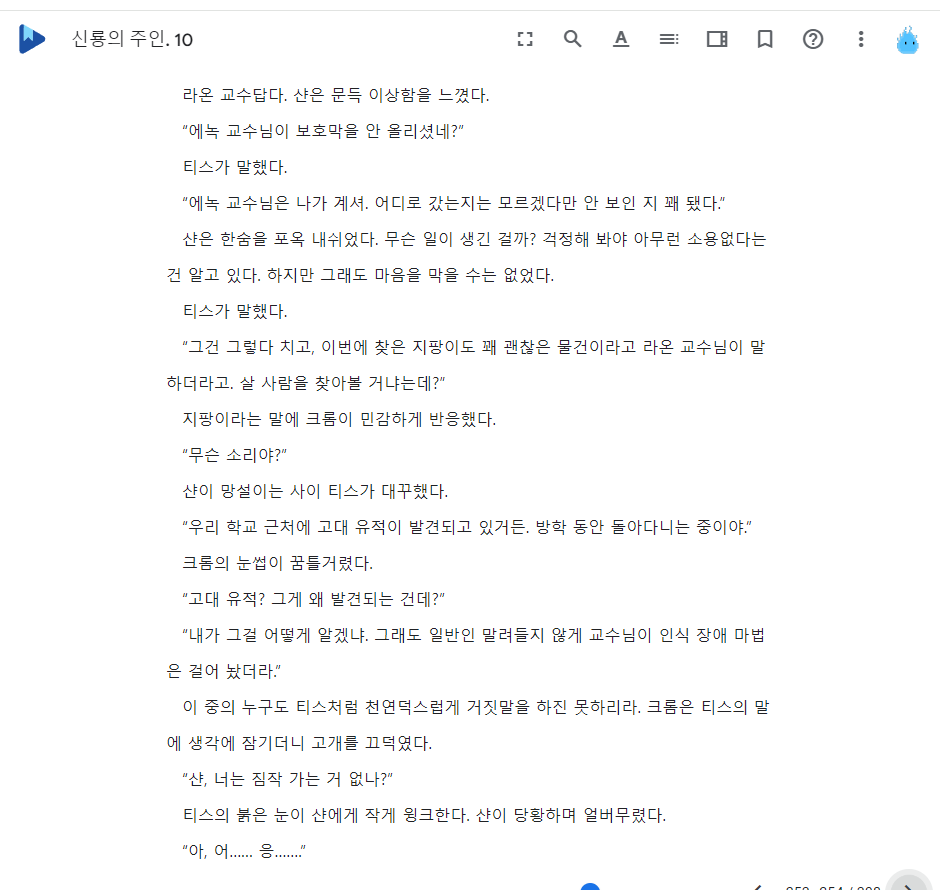 신룡의 주인. 10
라온 교수답다. 샨은 문득 이상함을 느꼈다.
“에녹 교수님이 보호막을 안 올리셨네?”
티스가 말했다.
“에녹 교수님은 나가 계셔. 어디로 갔는지는 모르겠다만 안 보인 지 꽤 됐다.”
샨은 한숨을 포옥 내쉬었다. 무슨 일이 생긴 걸까? 걱정해 봐야 아무런 소용없다는
건 알고 있다. 하지만 그래도 마음을 막을 수는 없었다.
티스가 말했다.
“그건 그렇다 치고, 이번에 찾은 지팡이도 꽤 괜찮은 물건이라고 라온 교수님이 말
하더라고. 살 사람을 찾아볼 거냐는데?”
지팡이라는 말에 크롬이 민감하게 반응했다.
“무슨 소리야?”
샨이 망설이는 사이 티스가 대꾸했다.
“우리 학교 근처에 고대 유적이 발견되고 있거든. 방학 동안 돌아다니는 중이야.”
크롬의 눈썹이 꿈틀거렸다.
“고대 유적? 그게 왜 발견되는 건데?”
“내가 그걸 어떻게 알겠냐. 그래도 일반인 말려들지 않게 교수님이 인식 장애 마법
은 걸어 놨더라.”
이 중의 누구도 티스처럼 천연덕스럽게 거짓말을 하진 못하리라. 크롬은 티스의 말
에 생각에 잠기더니 고개를 끄덕였다.
“샨, 너는 짐작 가는 거 없나?”
티스의 붉은 눈이 샨에게 작게 윙크한다. 샨이 당황하며 얼버무렸다.
“아, 어...... 응.......”